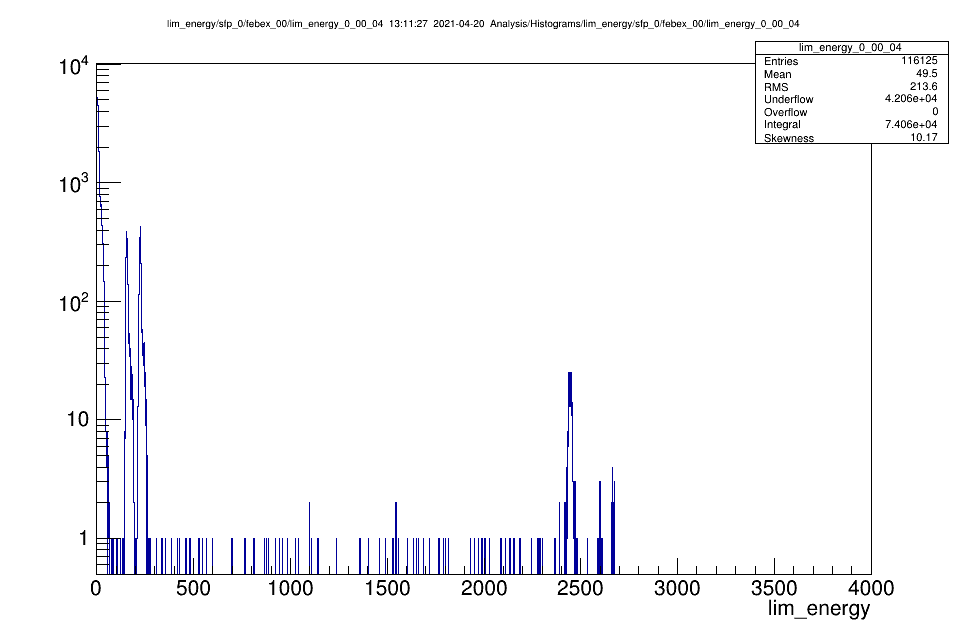 lim_energy/sfp_0/febex_00/lim_energy_0_00_04 13:11:27 2021-04-20 Analysis/Histograms/lim_energy/sfp_0/febex_00/lim_energy_0_00_04
lim_energy_0_00_04
Entries 116125
Mean 49.5
RMS 213.6
Underflow 4.206e+04
Overflow 0
Integral 7.406e+04
Skewness 10.17
10⁴
10³
10²
10
1
0 500 1000 1500 2000 2500 3000 3500 4000
lim_energy